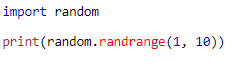 import random
print(random.randrange(1, 10))